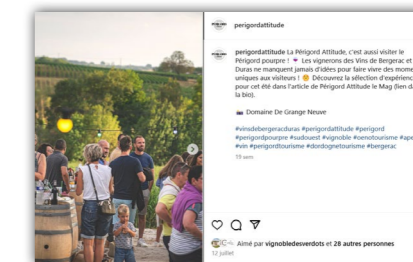 perigordattitude
perigordattitude La Périgord Attitude, c'est aussi visiter le
Périgord pourpre ! Les vignerons des Vins de Bergerac et
Duras ne manquent jamais d'idées pour faire vivre des mome
uniques aux visiteurs ! Découvrez la sélection d'expérienc
pour cet été dans l'article de Périgord Attitude le Mag (lien da
la bio).
Domaine De Grange Neuve
#vinsdebergeracduras #perigordattitude #perigord
#perigordpourpre #sudouest #vignoble #oenotourisme #ape
#vin #perigordtourisme #dordognetourisme #bergerac
19 sem
Aimé par vignobledesverdots et 28 autres personnes
12 juillet